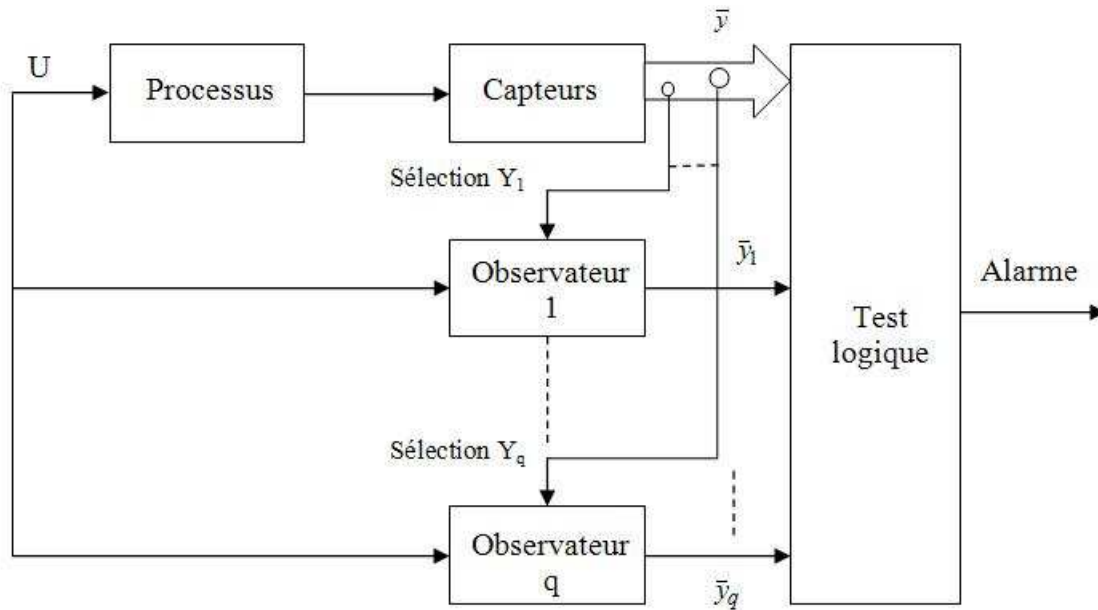 ȳ
U
Processus
Capteurs
Sélection Y₁
Observateur
1
ȳ₁
Alarme
Test
logique
Sélection Y_q
Observateur
q
ȳ_q